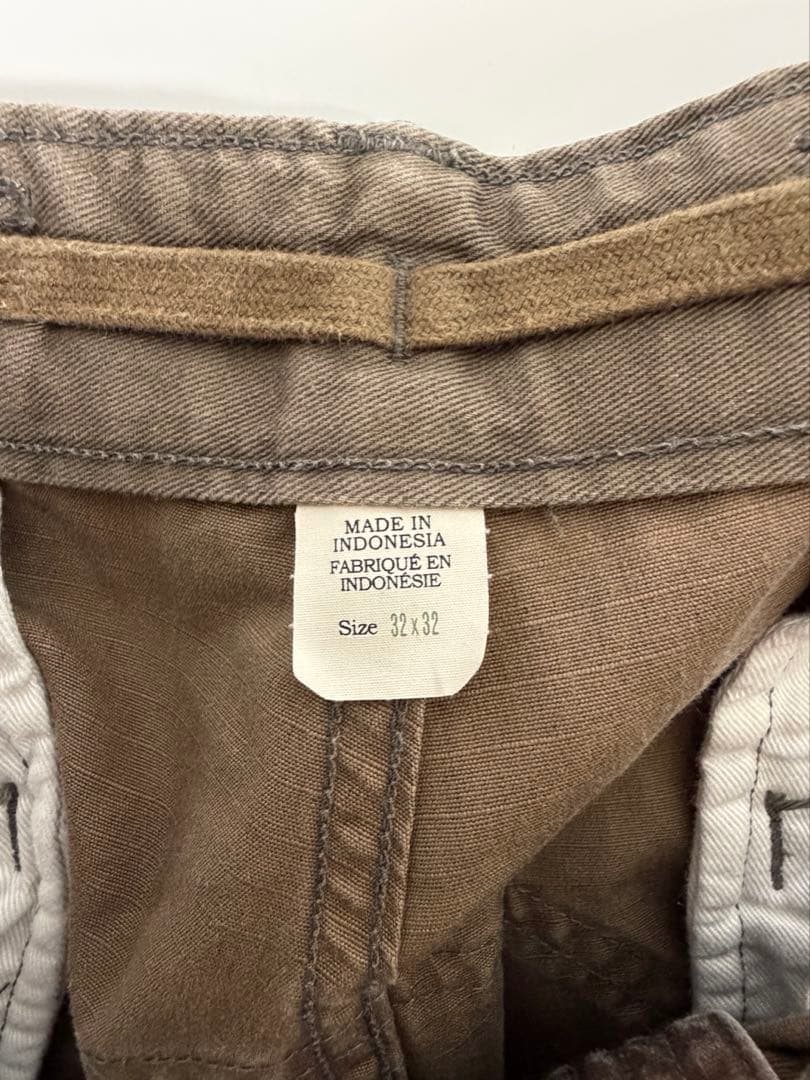 MADE IN
INDONESIA
FABRIQUÉ EN
INDONÉSIE
Size 32 x 32